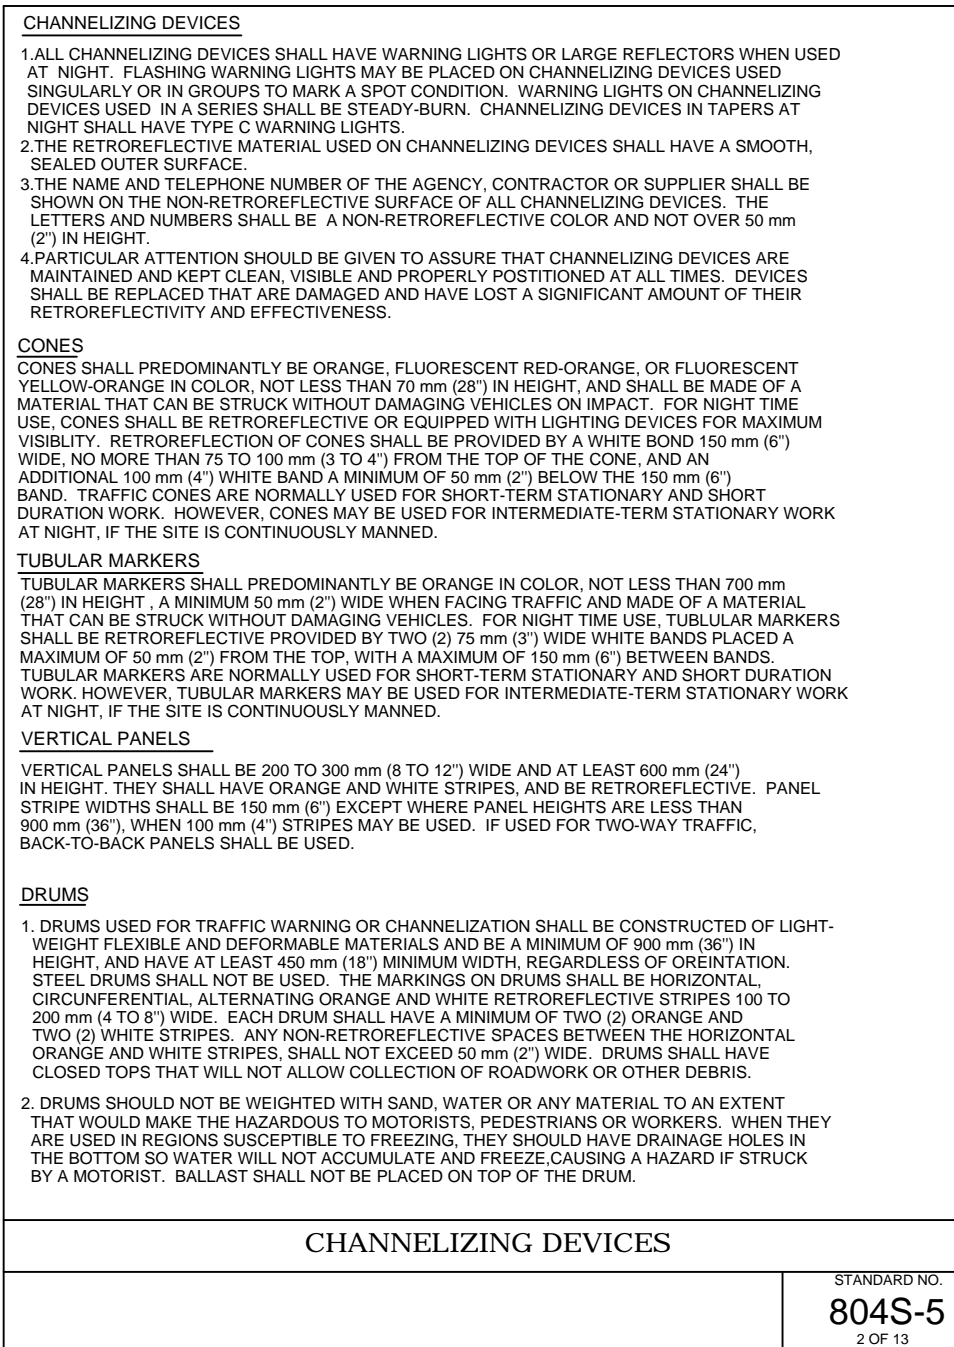 CHANNELIZING DEVICES
1.ALL CHANNELIZING DEVICES SHALL HAVE WARNING LIGHTS OR LARGE REFLECTORS WHEN USED
AT NIGHT. FLASHING WARNING LIGHTS MAY BE PLACED ON CHANNELIZING DEVICES USED
SINGULARLY OR IN GROUPS TO MARK A SPOT CONDITION. WARNING LIGHTS ON CHANNELIZING
DEVICES USED IN A SERIES SHALL BE STEADY-BURN. CHANNELIZING DEVICES IN TAPERS AT
NIGHT SHALL HAVE TYPE C WARNING LIGHTS.
2.THE RETROREFLECTIVE MATERIAL USED ON CHANNELIZING DEVICES SHALL HAVE A SMOOTH,
SEALED OUTER SURFACE.
3.THE NAME AND TELEPHONE NUMBER OF THE AGENCY, CONTRACTOR OR SUPPLIER SHALL BE
SHOWN ON THE NON-RETROREFLECTIVE SURFACE OF ALL CHANNELIZING DEVICES. THE
LETTERS AND NUMBERS SHALL BE A NON-RETROREFLECTIVE COLOR AND NOT OVER 50 mm
(2") IN HEIGHT.
4.PARTICULAR ATTENTION SHOULD BE GIVEN TO ASSURE THAT CHANNELIZING DEVICES ARE
MAINTAINED AND KEPT CLEAN, VISIBLE AND PROPERLY POSTITIONED AT ALL TIMES. DEVICES
SHALL BE REPLACED THAT ARE DAMAGED AND HAVE LOST A SIGNIFICANT AMOUNT OF THEIR
RETROREFLECTIVITY AND EFFECTIVENESS.
CONES
CONES SHALL PREDOMINANTLY BE ORANGE, FLUORESCENT RED-ORANGE, OR FLUORESCENT
YELLOW-ORANGE IN COLOR, NOT LESS THAN 70 mm (28") IN HEIGHT, AND SHALL BE MADE OF A
MATERIAL THAT CAN BE STRUCK WITHOUT DAMAGING VEHICLES ON IMPACT. FOR NIGHT TIME
USE, CONES SHALL BE RETROREFLECTIVE OR EQUIPPED WITH LIGHTING DEVICES FOR MAXIMUM
VISIBLITY. RETROREFLECTION OF CONES SHALL BE PROVIDED BY A WHITE BOND 150 mm (6")
WIDE, NO MORE THAN 75 TO 100 mm (3 TO 4") FROM THE TOP OF THE CONE, AND AN
ADDITIONAL 100 mm (4") WHITE BAND A MINIMUM OF 50 mm (2") BELOW THE 150 mm (6")
BAND. TRAFFIC CONES ARE NORMALLY USED FOR SHORT-TERM STATIONARY AND SHORT
DURATION WORK. HOWEVER, CONES MAY BE USED FOR INTERMEDIATE-TERM STATIONARY WORK
AT NIGHT, IF THE SITE IS CONTINUOUSLY MANNED.
TUBULAR MARKERS
TUBULAR MARKERS SHALL PREDOMINANTLY BE ORANGE IN COLOR, NOT LESS THAN 700 mm
(28") IN HEIGHT , A MINIMUM 50 mm (2") WIDE WHEN FACING TRAFFIC AND MADE OF A MATERIAL
THAT CAN BE STRUCK WITHOUT DAMAGING VEHICLES. FOR NIGHT TIME USE, TUBLULAR MARKERS
SHALL BE RETROREFLECTIVE PROVIDED BY TWO (2) 75 mm (3") WIDE WHITE BANDS PLACED A
MAXIMUM OF 50 mm (2") FROM THE TOP, WITH A MAXIMUM OF 150 mm (6") BETWEEN BANDS.
TUBULAR MARKERS ARE NORMALLY USED FOR SHORT-TERM STATIONARY AND SHORT DURATION
WORK. HOWEVER, TUBULAR MARKERS MAY BE USED FOR INTERMEDIATE-TERM STATIONARY WORK
AT NIGHT, IF THE SITE IS CONTINUOUSLY MANNED.
VERTICAL PANELS
VERTICAL PANELS SHALL BE 200 TO 300 mm (8 TO 12") WIDE AND AT LEAST 600 mm (24")
IN HEIGHT. THEY SHALL HAVE ORANGE AND WHITE STRIPES, AND BE RETROREFLECTIVE. PANEL
STRIPE WIDTHS SHALL BE 150 mm (6") EXCEPT WHERE PANEL HEIGHTS ARE LESS THAN
900 mm (36"), WHEN 100 mm (4") STRIPES MAY BE USED. IF USED FOR TWO-WAY TRAFFIC,
BACK-TO-BACK PANELS SHALL BE USED.
DRUMS
1. DRUMS USED FOR TRAFFIC WARNING OR CHANNELIZATION SHALL BE CONSTRUCTED OF LIGHT-
WEIGHT FLEXIBLE AND DEFORMABLE MATERIALS AND BE A MINIMUM OF 900 mm (36") IN
HEIGHT, AND HAVE AT LEAST 450 mm (18") MINIMUM WIDTH, REGARDLESS OF OREINTATION.
STEEL DRUMS SHALL NOT BE USED. THE MARKINGS ON DRUMS SHALL BE HORIZONTAL,
CIRCUNFERENTIAL, ALTERNATING ORANGE AND WHITE RETROREFLECTIVE STRIPES 100 TO
200 mm (4 TO 8") WIDE. EACH DRUM SHALL HAVE A MINIMUM OF TWO (2) ORANGE AND
TWO (2) WHITE STRIPES. ANY NON-RETROREFLECTIVE SPACES BETWEEN THE HORIZONTAL
ORANGE AND WHITE STRIPES, SHALL NOT EXCEED 50 mm (2") WIDE. DRUMS SHALL HAVE
CLOSED TOPS THAT WILL NOT ALLOW COLLECTION OF ROADWORK OR OTHER DEBRIS.
2. DRUMS SHOULD NOT BE WEIGHTED WITH SAND, WATER OR ANY MATERIAL TO AN EXTENT
THAT WOULD MAKE THE HAZARDOUS TO MOTORISTS, PEDESTRIANS OR WORKERS. WHEN THEY
ARE USED IN REGIONS SUSCEPTIBLE TO FREEZING, THEY SHOULD HAVE DRAINAGE HOLES IN
THE BOTTOM SO WATER WILL NOT ACCUMULATE AND FREEZE,CAUSING A HAZARD IF STRUCK
BY A MOTORIST. BALLAST SHALL NOT BE PLACED ON TOP OF THE DRUM.
CHANNELIZING DEVICES
STANDARD NO.
804S-5
2 OF 13